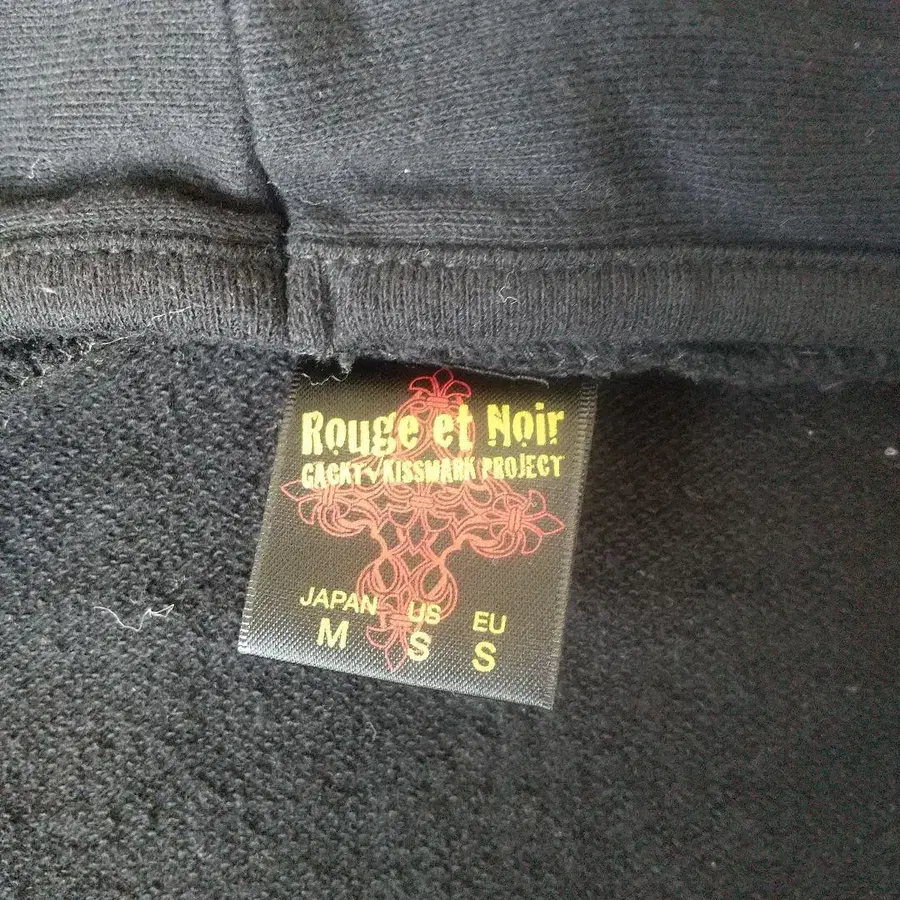 Rouge et Noir
GACKT✓KISSMARK PROJECT
JAPAN US EU
M S S